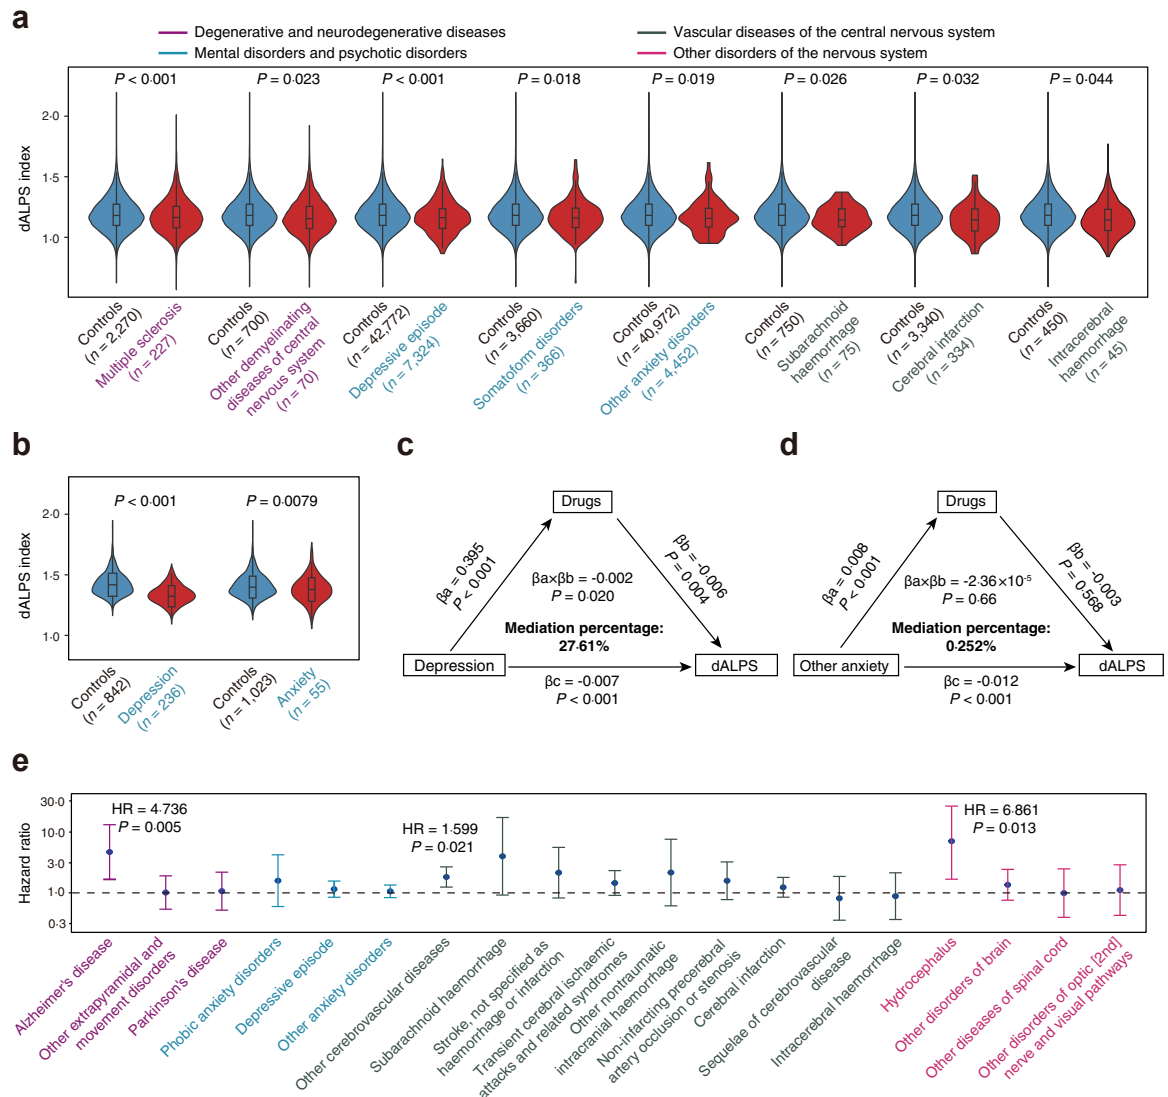 a
Degenerative and neurodegenerative diseases
Mental disorders and psychotic disorders
Vascular diseases of the central nervous system
Other disorders of the nervous system
dALPS index
2·0
1·5
1·0
P < 0·001
P = 0·023
P < 0·001
P = 0·018
P = 0·019
P = 0·026
P = 0·032
P = 0·044
Controls
(n = 2,270)
Multiple sclerosis
(n = 227)
Controls
(n = 700)
Other demyelinating
diseases of central
nervous system
(n = 70)
Controls
(n = 42,772)
Depressive episode
(n = 7,324)
Controls
(n = 3,660)
Somatoform disorders
(n = 366)
Controls
(n = 40,972)
Other anxiety disorders
(n = 4,452)
Controls
(n = 750)
Subarachnoid
haemorrhage
(n = 75)
Controls
(n = 3,340)
Cerebral infarction
(n = 334)
Controls
(n = 450)
Intracerebral
haemorrhage
(n = 45)
b
dALPS index
2·0
1·5
1·0
P < 0·001
P = 0·0079
Controls
(n = 842)
Depression
(n = 236)
Controls
(n = 1,023)
Anxiety
(n = 55)
c
Drugs
βa = 0·395
P < 0·001
βb = -0·006
P = 0·004
βa×βb = -0·002
P = 0·020
Mediation percentage:
27·61%
Depression
dALPS
βc = -0·007
P < 0·001
d
Drugs
βa = 0·008
P < 0·001
βb = -0·003
P = 0·568
βa×βb = -2·36×10⁻⁵
P = 0·66
Mediation percentage:
0·252%
Other anxiety
dALPS
βc = -0·012
P < 0·001
e
Hazard ratio
30·0
10·0
3·0
1·0
0·3
HR = 4·736
P = 0·005
HR = 1·599
P = 0·021
HR = 6·861
P = 0·013
Alzhimer's disease
Other extrapyramidal and
movement disorders
Parkinson's disease
Phobic anxiety disorders
Depressive episode
Other anxiety disorders
Other cerebrovascular diseases
Subarachnoid haemorrhage
Stroke, not specified as
haemorrhage or infarction
Transient cerebral ischaemic
attacks and related syndromes
Other nontraumatic
intracranial haemorrhage
Non-infarcting precerebral
artery occlusion or stenosis
Cerebral infarction
Sequelae of cerebrovascular
disease
Intracerebral haemorrhage
Hydrocephalus
Other disorders of brain
Other diseases of spinal cord
Other disorders of optic [2nd]
nerve and visual pathways